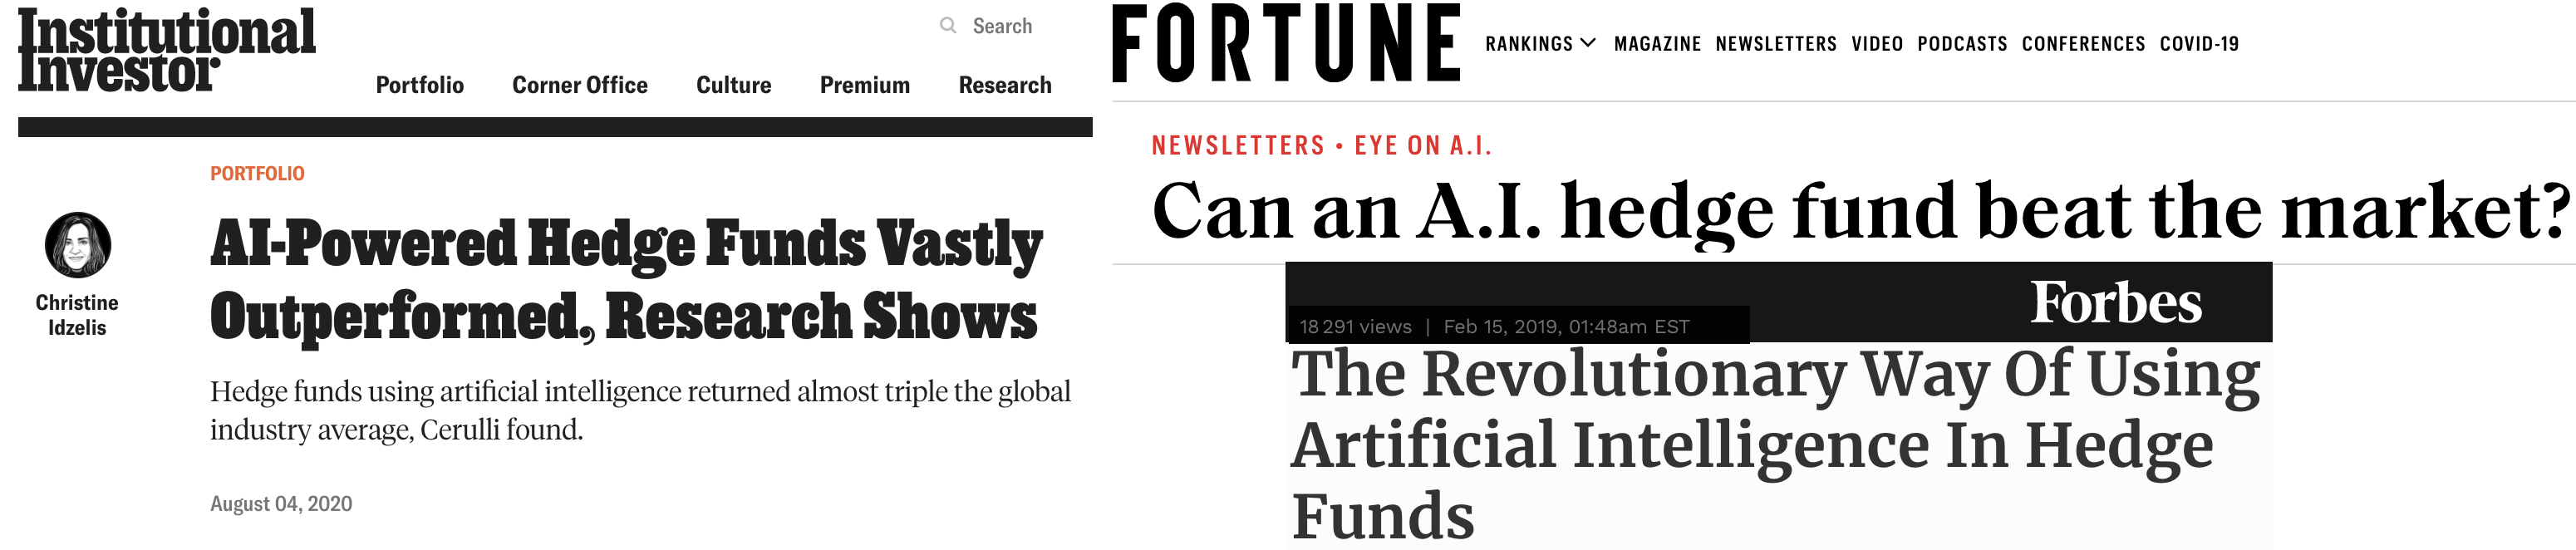 Institutional
Investor
Search
Portfolio Corner Office Culture Premium Research
PORTFOLIO
Christine
Idzelis
AI-Powered Hedge Funds Vastly
Outperformed, Research Shows
Hedge funds using artificial intelligence returned almost triple the global
industry average, Cerulli found.
August 04, 2020
FORTUNE
RANKINGS MAGAZINE NEWSLETTERS VIDEO PODCASTS CONFERENCES COVID-19
NEWSLETTERS • EYE ON A.I.
Can an A.I. hedge fund beat the market?
Forbes
18 291 views | Feb 15, 2019, 01:48am EST
The Revolutionary Way Of Using
Artificial Intelligence In Hedge
Funds